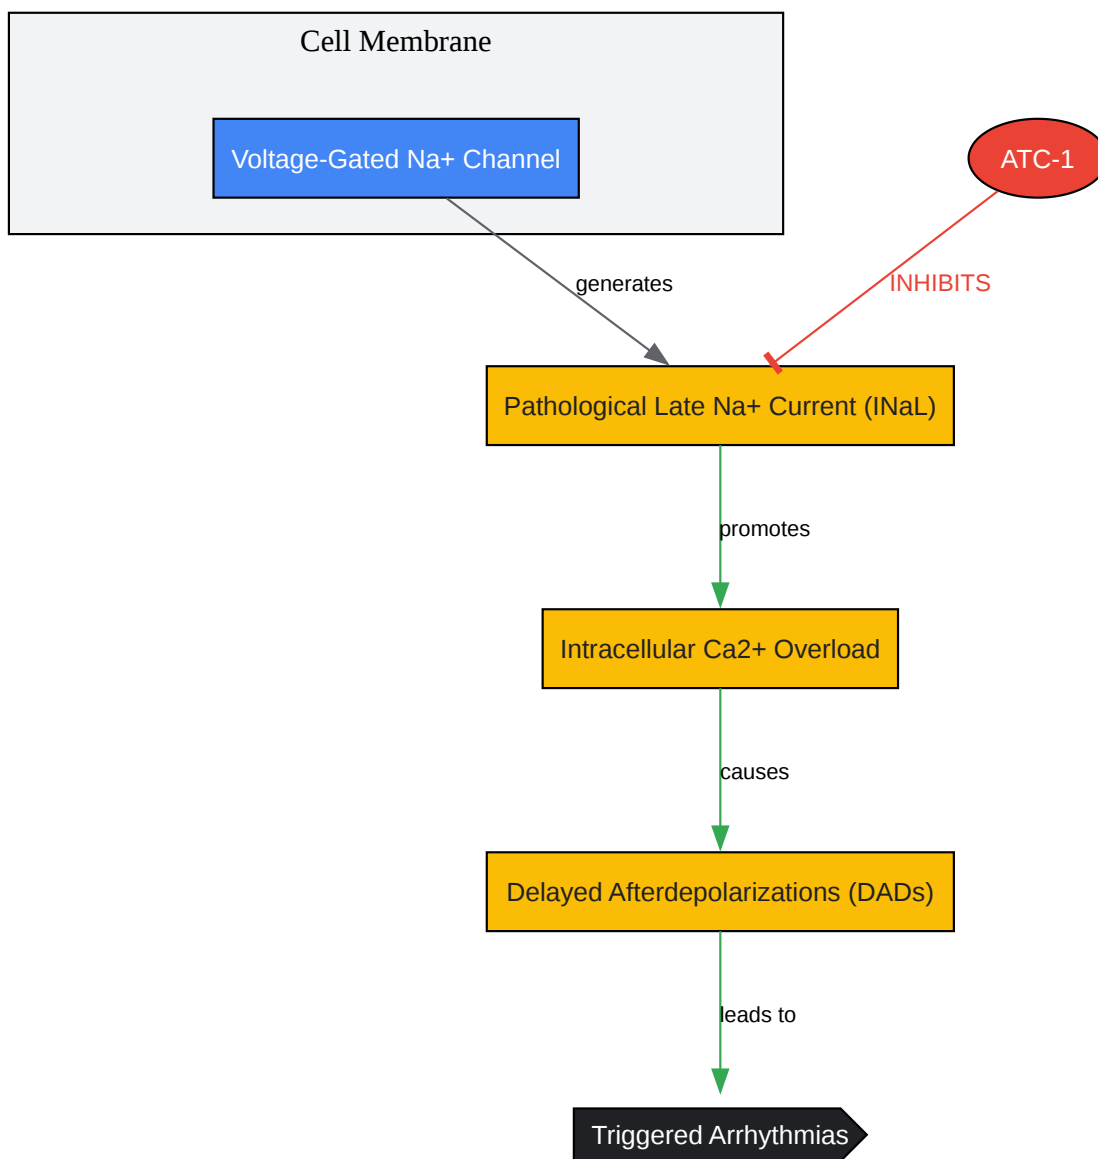 Cell Membrane
Voltage-Gated Na+ Channel
ATC-1
generates
INHIBITS
Pathological Late Na+ Current (INaL)
promotes
Intracellular Ca2+ Overload
causes
Delayed Afterdepolarizations (DADs)
leads to
Triggered Arrhythmias